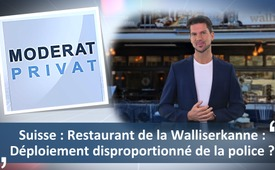 MODERAT
PRIVAT
Suisse : Restaurant de la Walliserkanne :
Déploiement disproportionné de la police ?